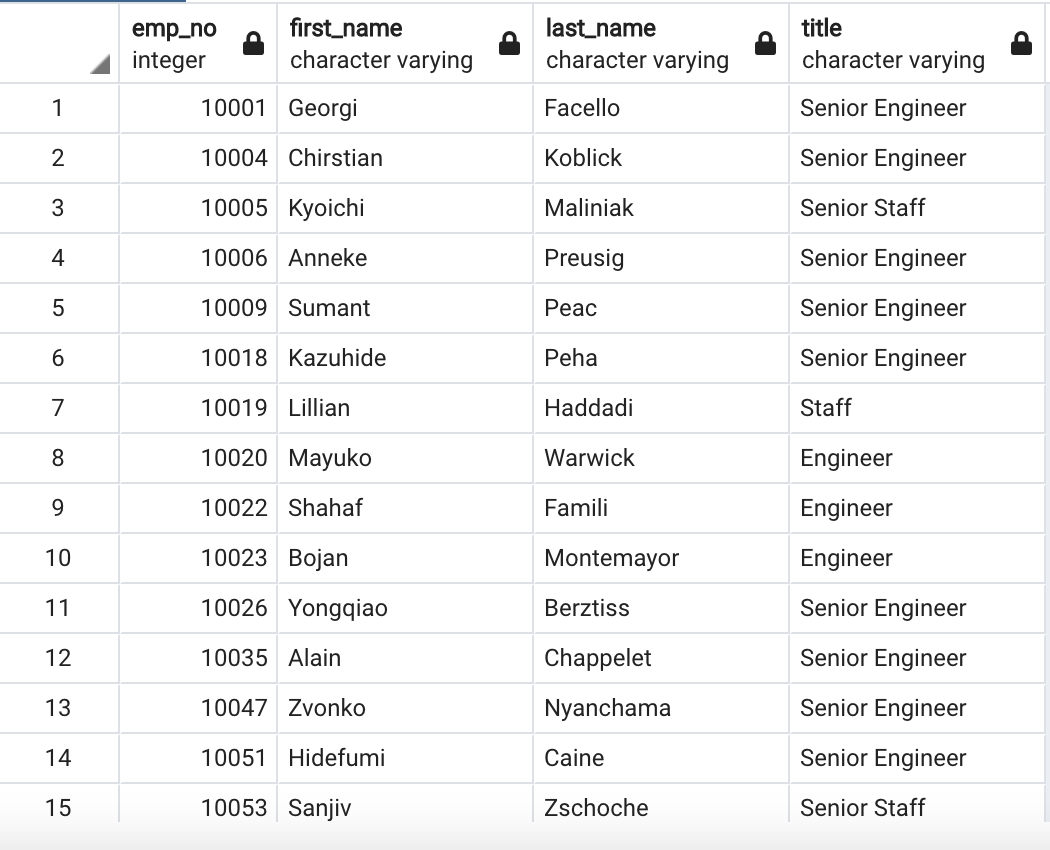 emp_no first_name last_name title
integer character varying character varying character varying
1 10001 Georgi Facello Senior Engineer
2 10004 Chirstian Koblick Senior Engineer
3 10005 Kyoichi Maliniak Senior Staff
4 10006 Anneke Preusig Senior Engineer
5 10009 Sumant Peac Senior Engineer
6 10018 Kazuhide Peha Senior Engineer
7 10019 Lillian Haddadi Staff
8 10020 Mayuko Warwick Engineer
9 10022 Shahaf Famili Engineer
10 10023 Bojan Montemayor Engineer
11 10026 Yongqiao Berztiss Senior Engineer
12 10035 Alain Chappelet Senior Engineer
13 10047 Zvonko Nyanchama Senior Engineer
14 10051 Hidefumi Caine Senior Engineer
15 10053 Sanjiv Zschoche Senior Staff